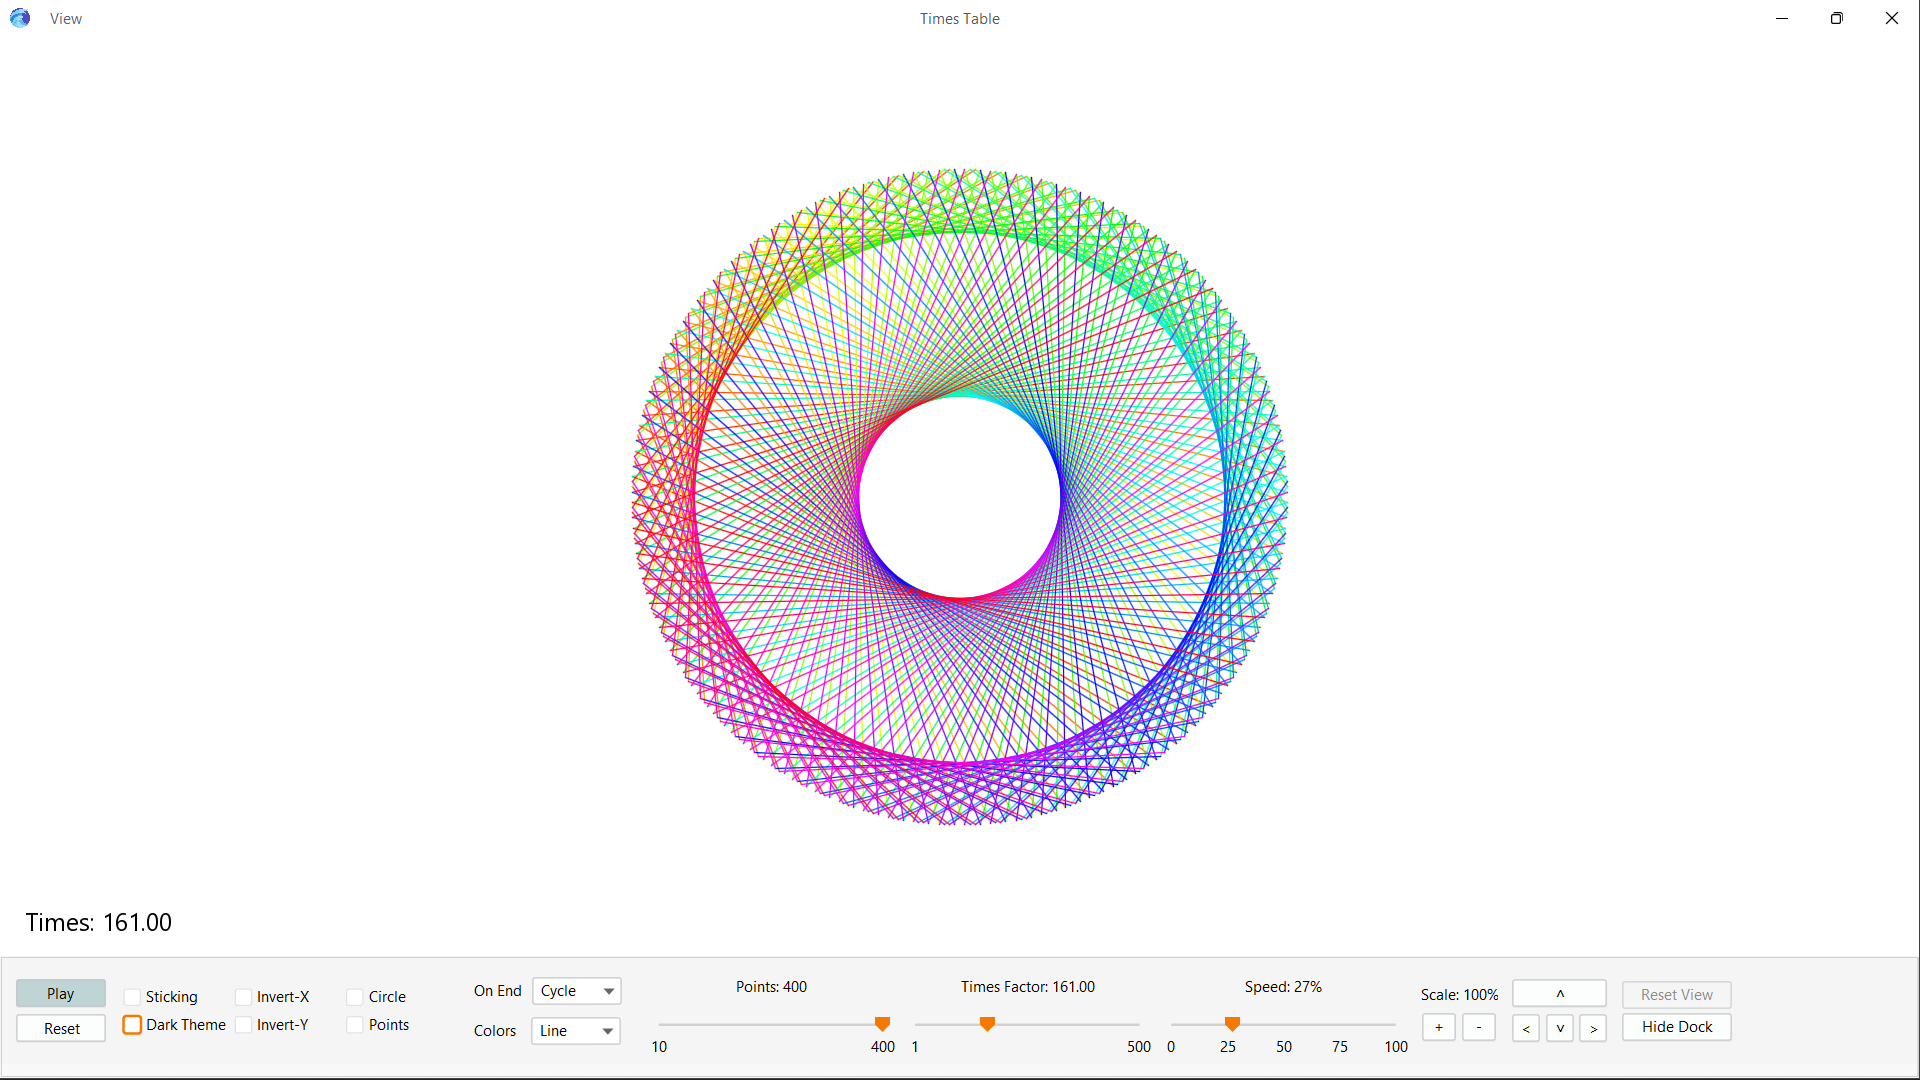 View
Times Table
Times: 161.00
Play
Reset
Sticking
Invert-X
Circle
Dark Theme
Invert-Y
Points
On End
Cycle
Colors
Line
Points: 400
10
400
Times Factor: 161.00
1
500
Speed: 27%
0
25
50
75
100
Scale: 100%
+
-
^
<
v
>
Reset View
Hide Dock